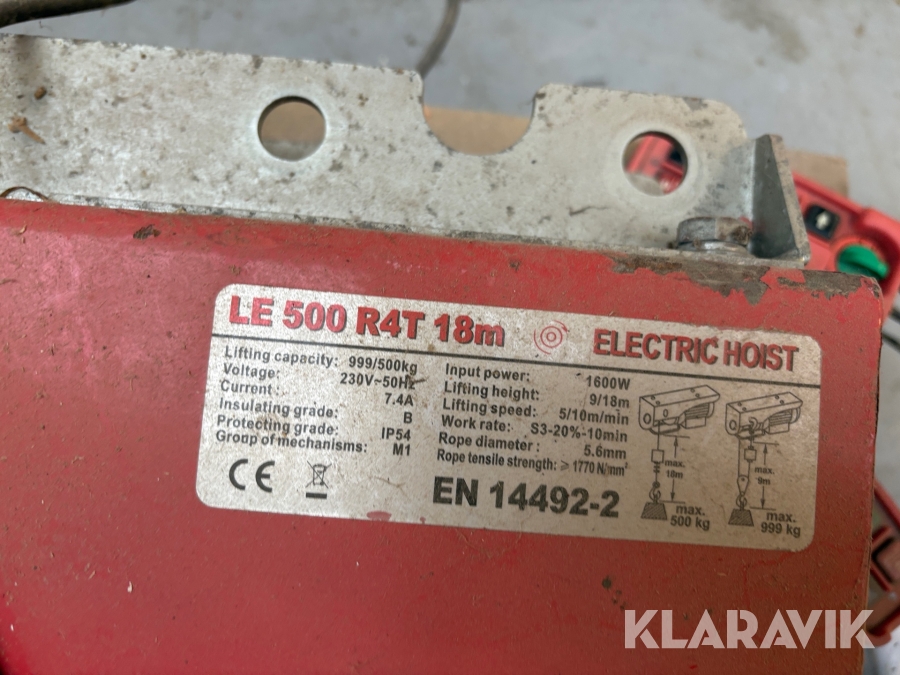 KLARAVIK
LE 500 R4T 18m
ELECTRIC HOIST
Lifting capacity: 999/500kg
Voltage: 230V~50Hz
Current: 7.4A
Insulating grade: B
Protecting grade: IP54
Group of mechanisms: M1
Input power: 1600W
Lifting height: 9/18m
Lifting speed: 5/10m/min
Work rate: S3-20%-10min
Rope diameter: 5.6mm
Rope tensile strength: ≥1770 N/mm²
CE
EN 14492-2
max.
18m
max.
500 kg
max.
9m
max.
999 kg
KLARAVIK